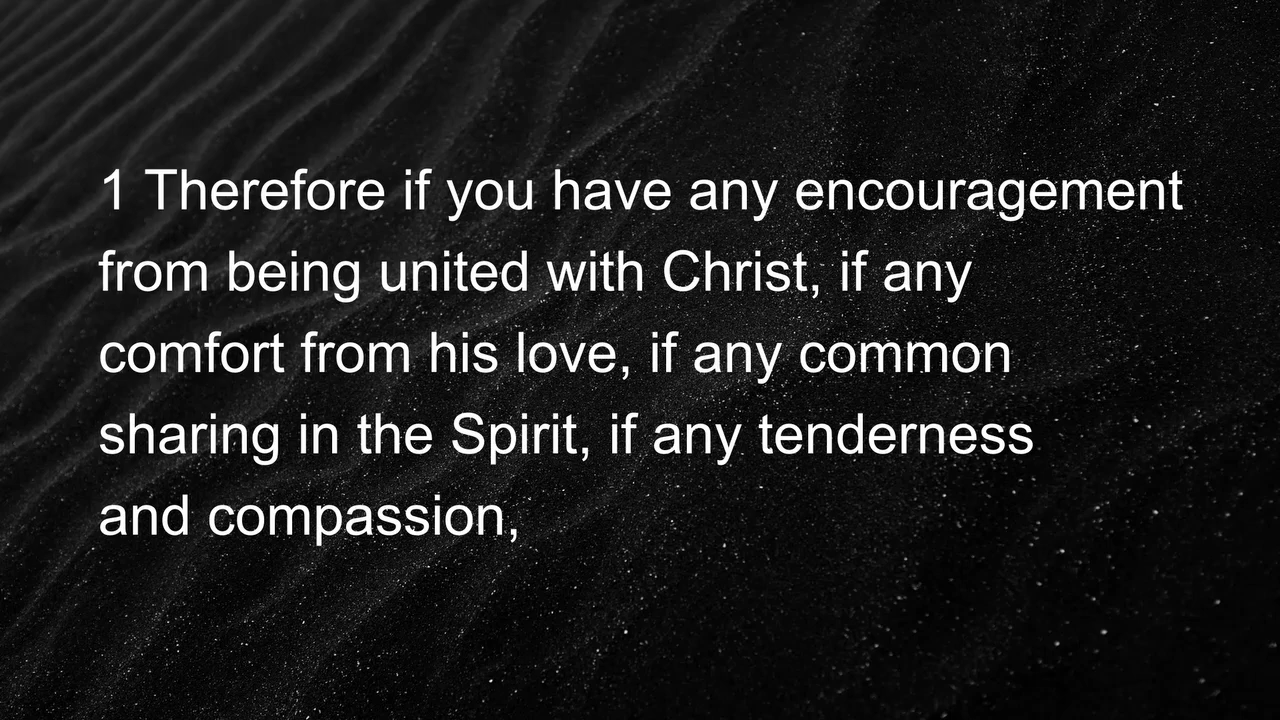 1 Therefore if you have any encouragement
from being united with Christ, if any
comfort from his love, if any common
sharing in the Spirit, if any tenderness
and compassion,